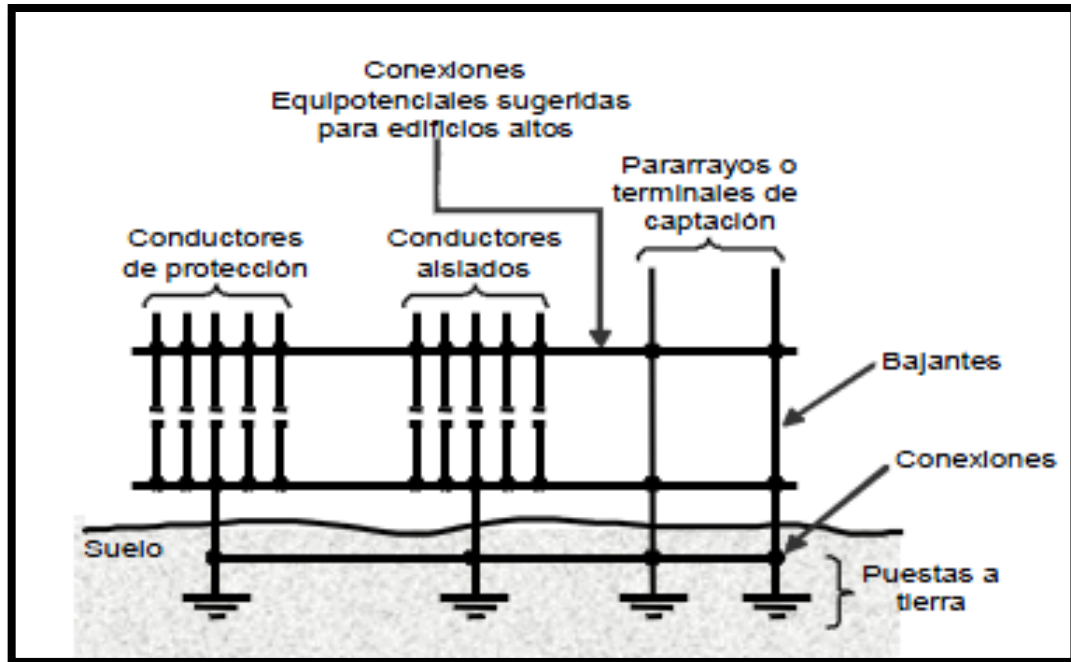 Conexiones
Equipotenciales sugeridas
para edificios altos
Pararrayos o
terminales de
captación
Conductores
de protección
Conductores
aislados
Bajantes
Conexiones
Suelo
Puestas a
tierra